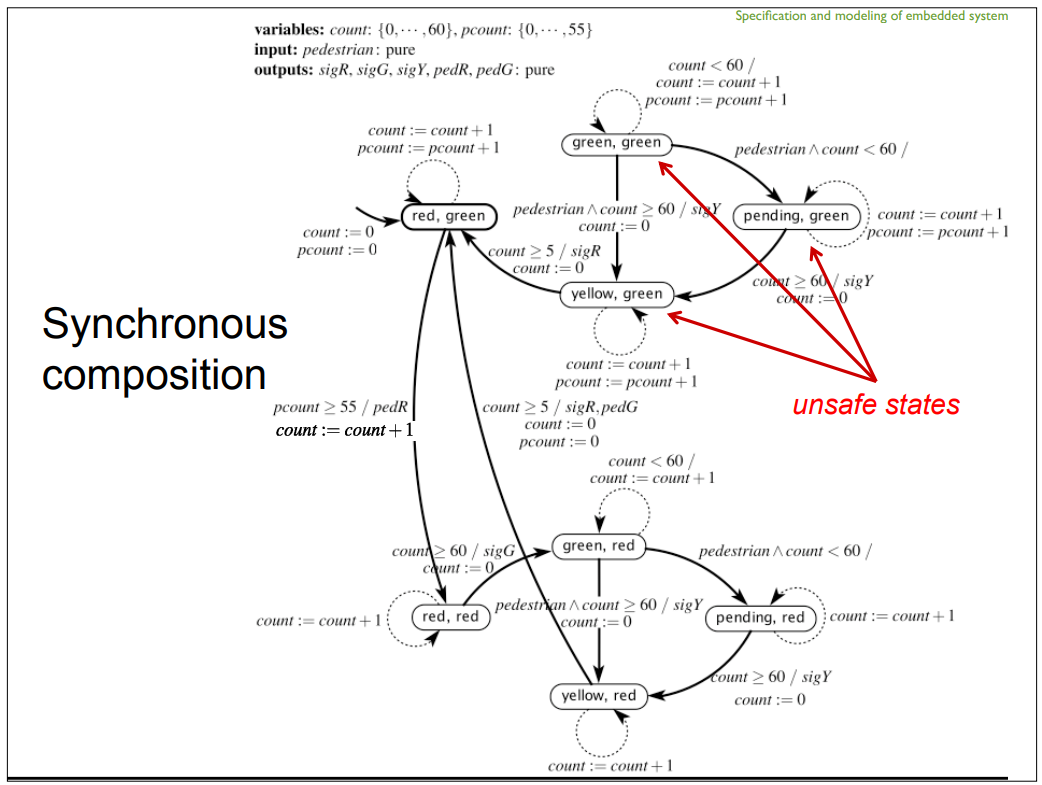 Specification and modeling of embedded system
variables: count: {0, ⋯ ,60}, pcount: {0, ⋯ ,55}
input: pedestrian: pure
outputs: sigR, sigG, sigY, pedR, pedG: pure
count < 60 /
count := count + 1
pcount := pcount + 1
green, green
pedestrian ∧ count < 60 /
count := count + 1
pcount := pcount + 1
red, green
count := 0
pcount := 0
pedestrian ∧ count ≥ 60 / sigY
count := 0
pending, green
count := count + 1
pcount := pcount + 1
count ≥ 5 / sigR
count := 0
yellow, green
count ≥ 60 / sigY
count := 0
count := count + 1
pcount := pcount + 1
Synchronous
composition
unsafe states
pcount ≥ 55 / pedR
count := count + 1
count ≥ 5 / sigR, pedG
count := 0
pcount := 0
count < 60 /
count := count + 1
green, red
count ≥ 60 / sigG
count := 0
pedestrian ∧ count < 60 /
red, red
count := count + 1
pedestrian ∧ count ≥ 60 / sigY
count := 0
pending, red
count := count + 1
yellow, red
count ≥ 60 / sigY
count := 0
count := count + 1